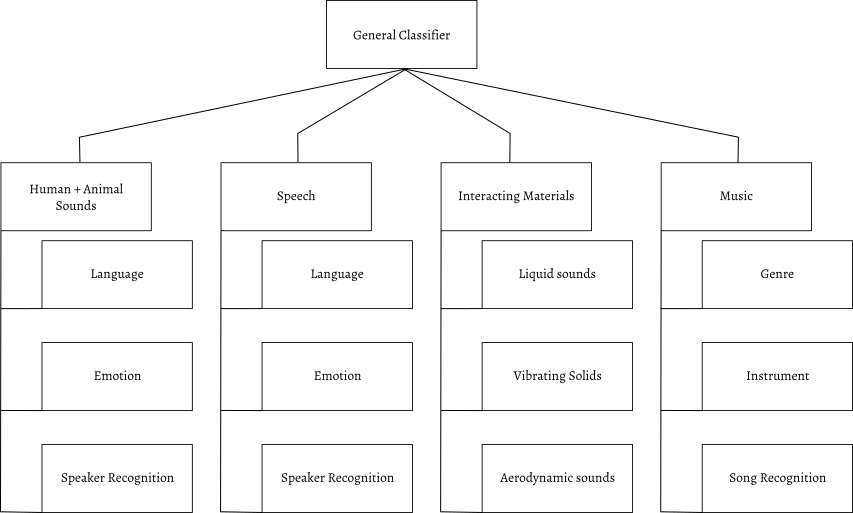 General Classifier
Human + Animal
Sounds
Language
Emotion
Speaker Recognition
Speech
Language
Emotion
Speaker Recognition
Interacting Materials
Liquid sounds
Vibrating Solids
Aerodynamic sounds
Music
Genre
Instrument
Song Recognition